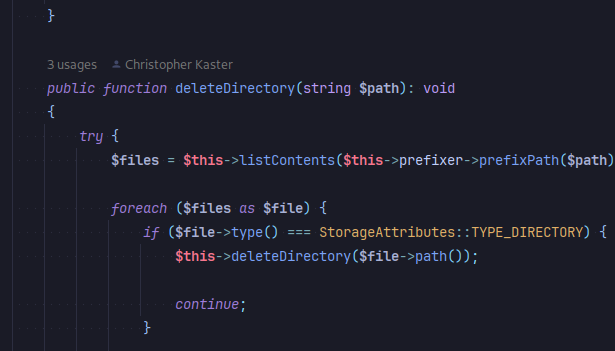 }
3 usages Christopher Kaster
public function deleteDirectory(string $path): void
{
try {
$files = $this->listContents($this->prefixer->prefixPath($path)
foreach ($files as $file) {
if ($file->type() === StorageAttributes::TYPE_DIRECTORY) {
$this->deleteDirectory($file->path());
continue;
}